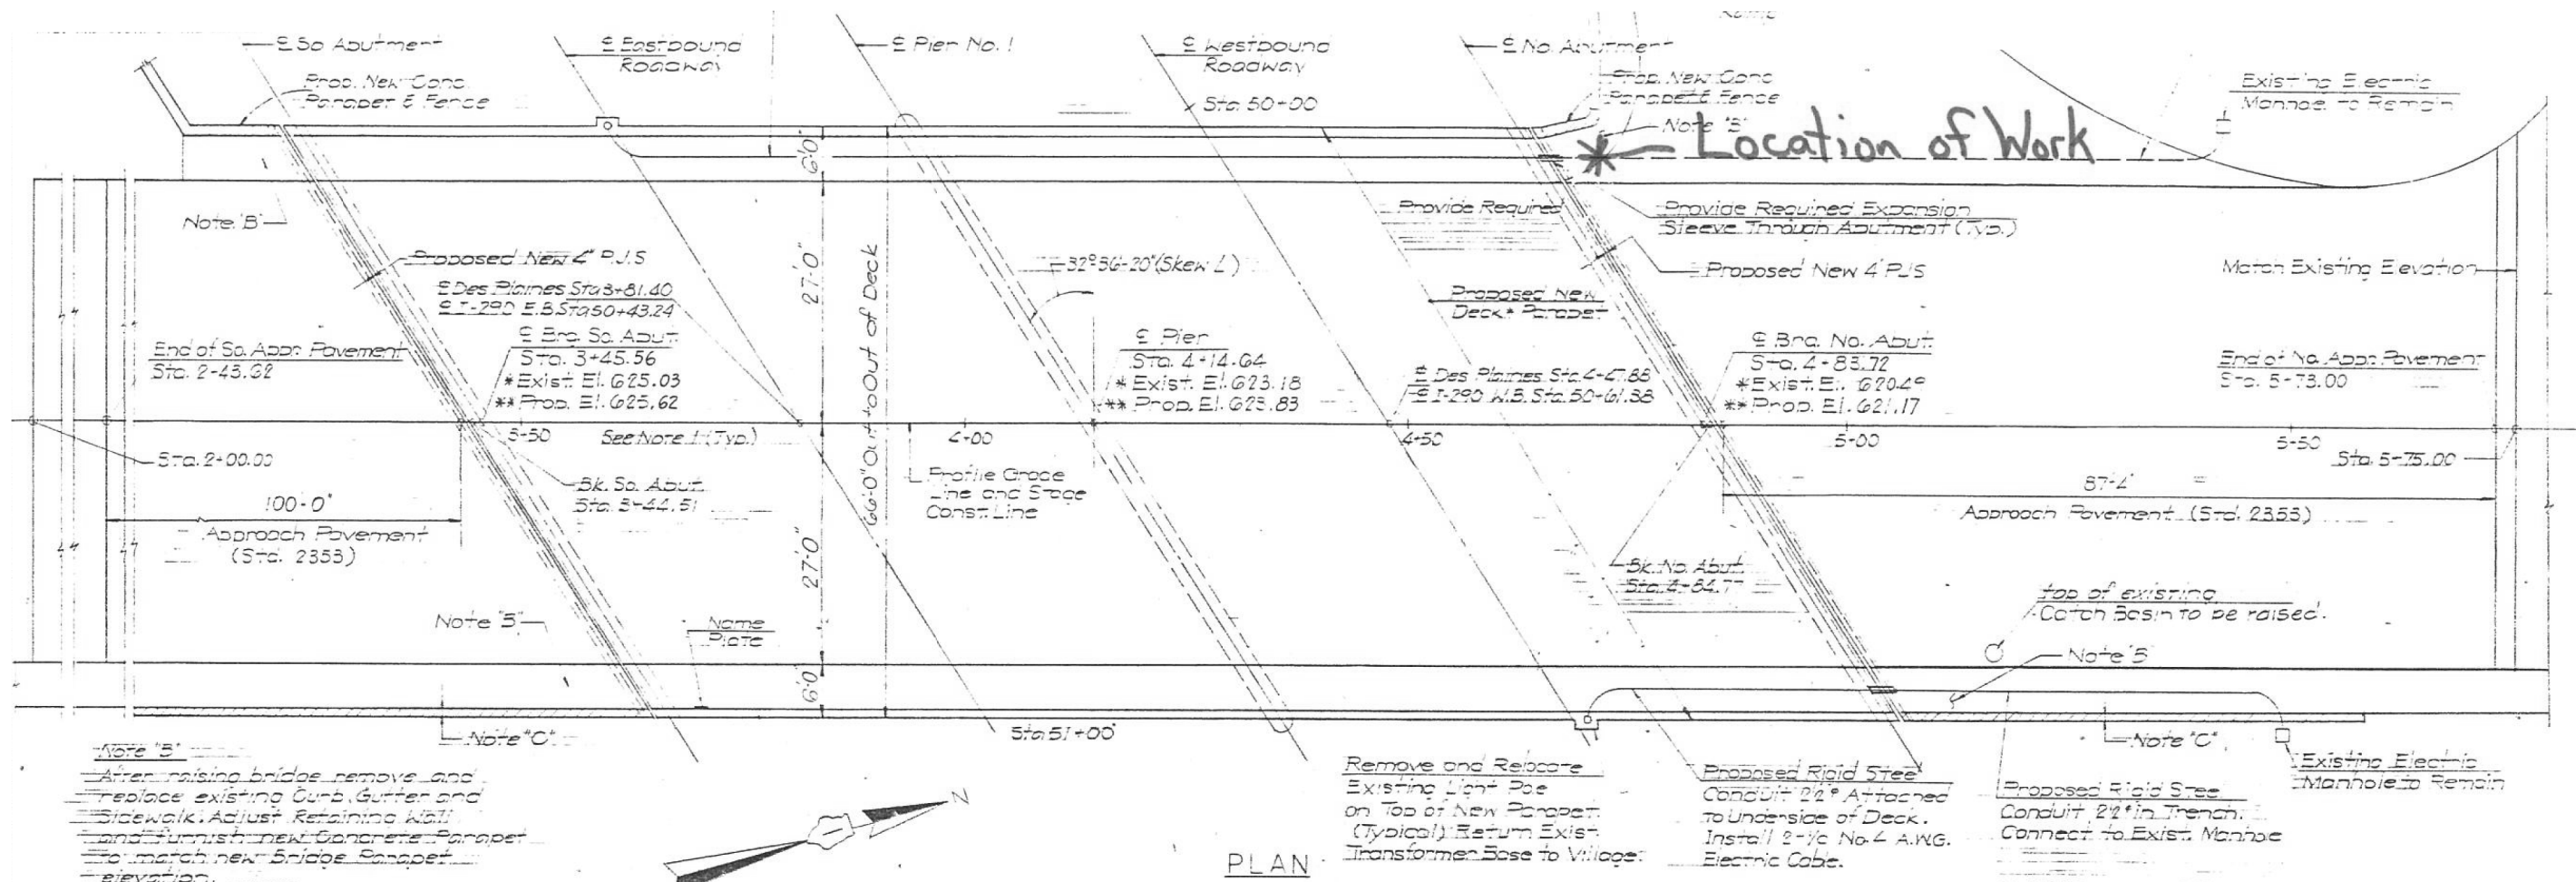 ℄ So Abutment
℄ Eastbound
Roadway
℄ Pier No. 1
℄ Westbound
Roadway
℄ No. Abutment
Prop. New Conc.
Parapet & Fence
Sta. 50+00
Prop. New Conc
Parapet & Fence
Existing Electric
Manhole to Remain
Note "B"
* Location of Work
6'-0"
Note "B"
Provide Required
Provide Required Expansion
Sleeve Through Abutment (Typ.)
Proposed New 4" P.J.S
27'-0"
66'-0" Out to Out of Deck
32°36'-20" (Skew ∠)
Proposed New 4" PJS
Match Existing Elevation
℄ Des Plaines Sta 3+81.40
℄ I-290 E.B Sta 50+43.24
Proposed New
Deck & Parapet
End of So. Appr. Pavement
Sta. 2+43.62
℄ Brg. So. Abut.
Sta. 3+45.56
*Exist. El. 625.03
**Prop. El. 625.62
℄ Pier
Sta. 4+14.64
*Exist. El. 623.18
**Prop. El. 623.83
℄ Des Plaines Sta. 4+47.88
℄ I-290 W.B. Sta. 50+61.38
℄ Brg. No. Abut.
Sta. 4+83.72
*Exist. El. 620.49
**Prop. El. 621.17
End of No. Appr. Pavement
Sta. 5+73.00
3+50
See Note 1 (Typ.)
4+00
4+50
5+00
5+50
Sta. 2+00.00
Sta. 5+75.00
Bk. So. Abut.
Sta. 3+44.51
Profile Grade
Line and Stage
Const. Line
100'-0"
Approach Pavement
(Std. 2353)
87'-4"
Approach Pavement (Std. 2353)
27'-0"
Bk. No. Abut.
Sta. 4+84.77
top of existing
Catch Basin to be raised.
Note "B"
Name
Plate
Note "B"
6'-0"
Note "C"
Sta 51+00
Note "C"
Note "B"
After raising bridge remove and
replace existing Curb, Gutter and
Sidewalk. Adjust Retaining Wall
and furnish new Concrete Parapet
to match new Bridge Parapet
elevation.
N
PLAN
Remove and Relocate
Existing Light Pole
on Top of New Parapet.
(Typical) Return Exist.
Transformer Base to Village.
Proposed Rigid Steel
Conduit 2½"ø Attached
to Underside of Deck.
Install 2-1/c No. 4 A.W.G.
Electric Cable.
Proposed Rigid Steel
Conduit 2½"ø in Trench.
Connect to Exist. Manhole
Existing Electric
Manhole to Remain